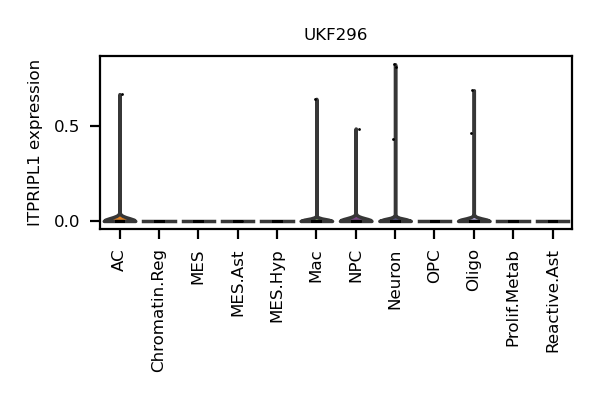 UKF296
ITPRIPL1 expression
0.5
0.0
AC
Chromatin.Reg
MES
MES.Ast
MES.Hyp
Mac
NPC
Neuron
OPC
Oligo
Prolif.Metab
Reactive.Ast